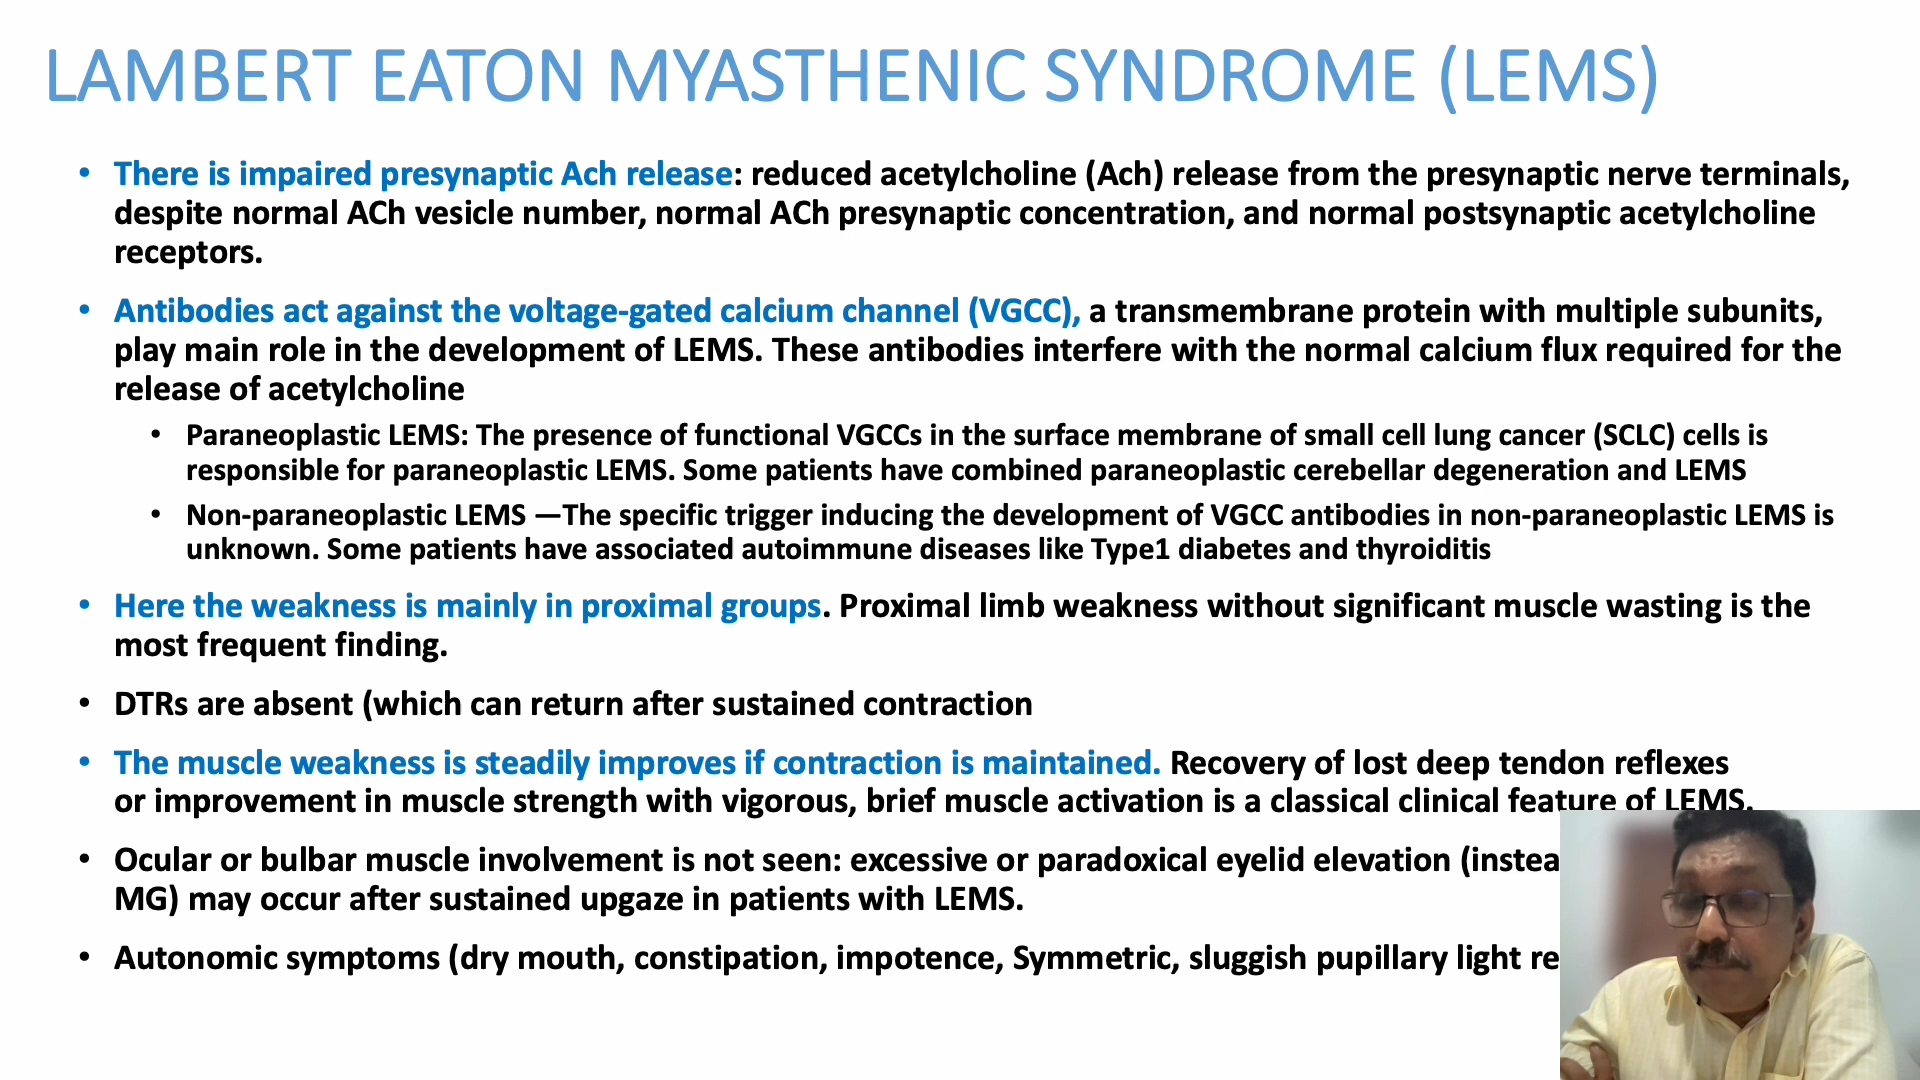 LAMBERT EATON MYASTHENIC SYNDROME (LEMS)
• There is impaired presynaptic Ach release: reduced acetylcholine (Ach) release from the presynaptic nerve terminals,
despite normal ACh vesicle number, normal ACh presynaptic concentration, and normal postsynaptic acetylcholine
receptors.
• Antibodies act against the voltage-gated calcium channel (VGCC), a transmembrane protein with multiple subunits,
play main role in the development of LEMS. These antibodies interfere with the normal calcium flux required for the
release of acetylcholine
• Paraneoplastic LEMS: The presence of functional VGCCs in the surface membrane of small cell lung cancer (SCLC) cells is
responsible for paraneoplastic LEMS. Some patients have combined paraneoplastic cerebellar degeneration and LEMS
• Non-paraneoplastic LEMS —The specific trigger inducing the development of VGCC antibodies in non-paraneoplastic LEMS is
unknown. Some patients have associated autoimmune diseases like Type1 diabetes and thyroiditis
• Here the weakness is mainly in proximal groups. Proximal limb weakness without significant muscle wasting is the
most frequent finding.
• DTRs are absent (which can return after sustained contraction
• The muscle weakness is steadily improves if contraction is maintained. Recovery of lost deep tendon reflexes
or improvement in muscle strength with vigorous, brief muscle activation is a classical clinical feature of LEMS.
• Ocular or bulbar muscle involvement is not seen: excessive or paradoxical eyelid elevation
MG) may occur after sustained upgaze in patients with LEMS.
• Autonomic symptoms (dry mouth, constipation, impotence, Symmetric, sluggish pupillary light